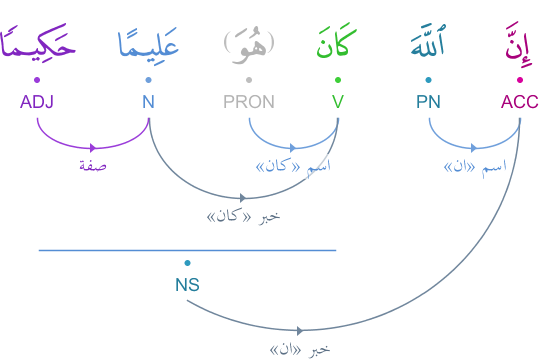 إِنَّ ٱللَّهَ كَانَ (هُوَ) عَلِيمًا حَكِيمًا
ACC PN V PRON N ADJ
اسم «ان» اسم «كان» صفة
خبر «كان»
NS
خبر «ان»